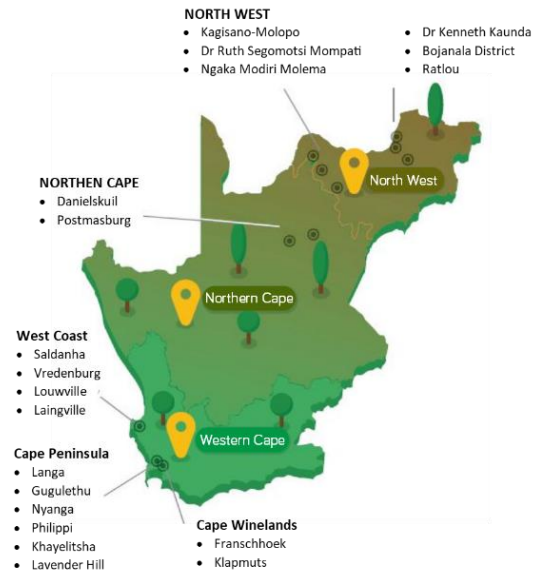 NORTH WEST
• Kagisano-Molopo
• Dr Ruth Segomotsi Mompati
• Ngaka Modiri Molema
• Dr Kenneth Kaunda
• Bojanala District
• Ratlou
North West
NORTHEN CAPE
• Danielskuil
• Postmasburg
Northern Cape
West Coast
• Saldanha
• Vredenburg
• Louwville
• Laingville
Western Cape
Cape Peninsula
• Langa
• Gugulethu
• Nyanga
• Philippi
• Khayelitsha
• Lavender Hill
Cape Winelands
• Franschhoek
• Klapmuts